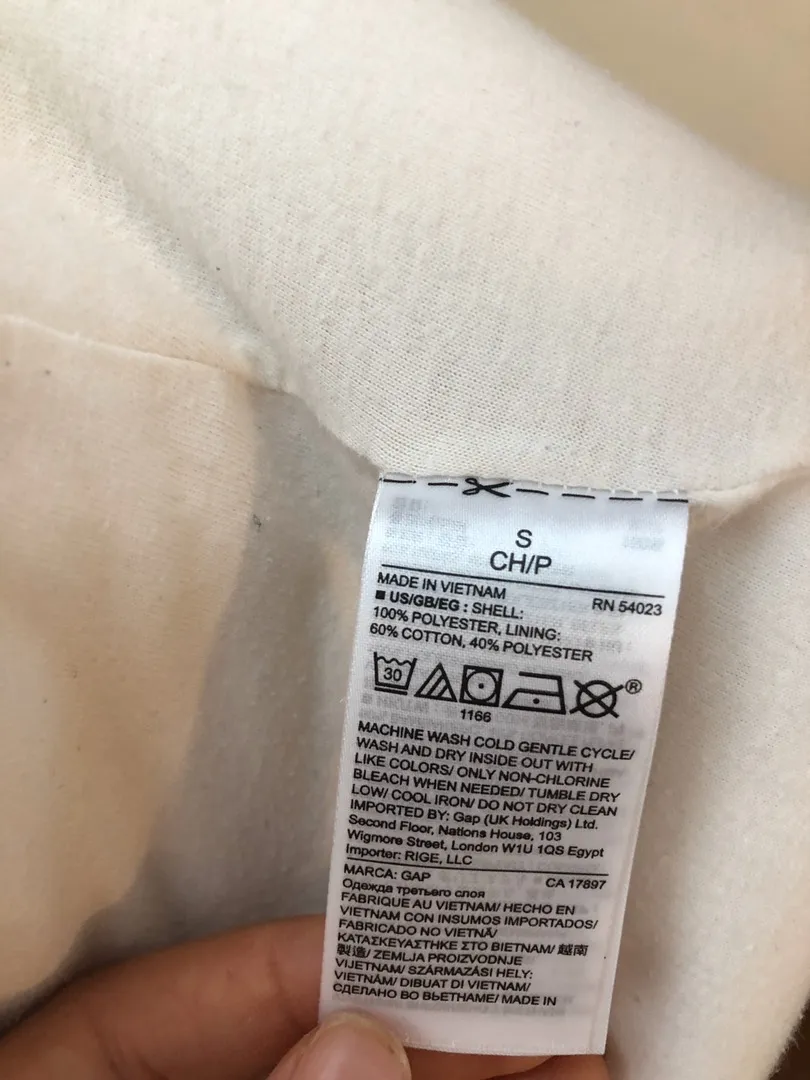 S
CH/P
MADE IN VIETNAM RN 54023
■ US/GB/EG : SHELL:
100% POLYESTER, LINING:
60% COTTON, 40% POLYESTER
30
®
1166
MACHINE WASH COLD GENTLE CYCLE/
WASH AND DRY INSIDE OUT WITH
LIKE COLORS/ ONLY NON-CHLORINE
BLEACH WHEN NEEDED/ TUMBLE DRY
LOW/ COOL IRON/ DO NOT DRY CLEAN
IMPORTED BY: Gap (UK Holdings) Ltd.
Second Floor, Nations House, 103
Wigmore Street, London W1U 1QS Egypt
Importer: RIGE, LLC
MARCA: GAP CA 17897
Одежда третьего слоя
FABRIQUE AU VIETNAM/ HECHO EN
VIETNAM CON INSUMOS IMPORTADOS/
FABRICADO NO VIETNÃ/
ΚΑΤΑΣΚΕΥΑΣΤΗΚΕ ΣΤΟ ΒΙΕΤΝΑΜ/ 越南
製造/ ZEMLJA PROIZVODNJE
VIJETNAM/ SZÁRMAZÁSI HELY:
VIETNÁM/ DIBUAT DI VIETNAM/
СДЕЛАНО ВО ВЬЕТНАМЕ/ MADE IN